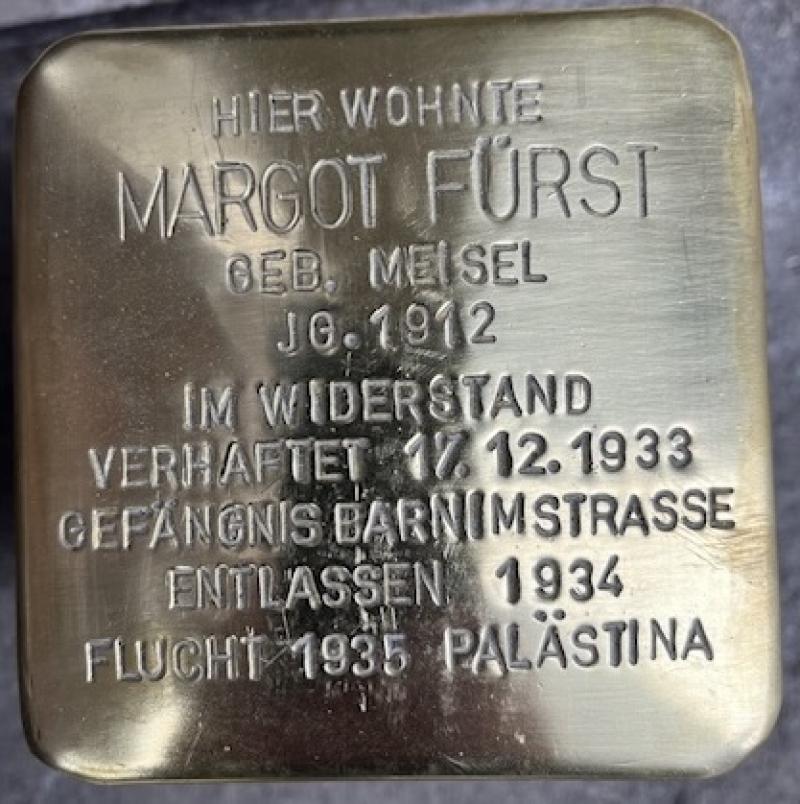 HIER WOHNTE
MARGOT FÜRST
GEB. MEISEL
JG. 1912
IM WIDERSTAND
VERHAFTET 17.12.1933
GEFÄNGNIS BARNIMSTRASSE
ENTLASSEN 1934
FLUCHT 1935 PALÄSTINA